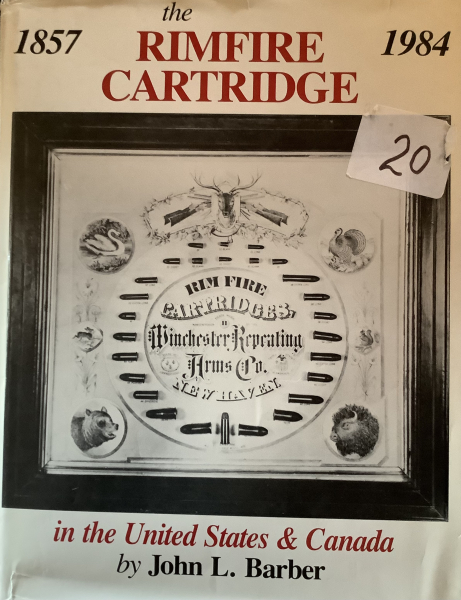 the
1857 RIMFIRE 1984
CARTRIDGE
20
RIM FIRE
CARTRIDGES,
Winchester Repeating
Arms Co.
NEW HAVEN.
in the United States & Canada
by John L. Barber